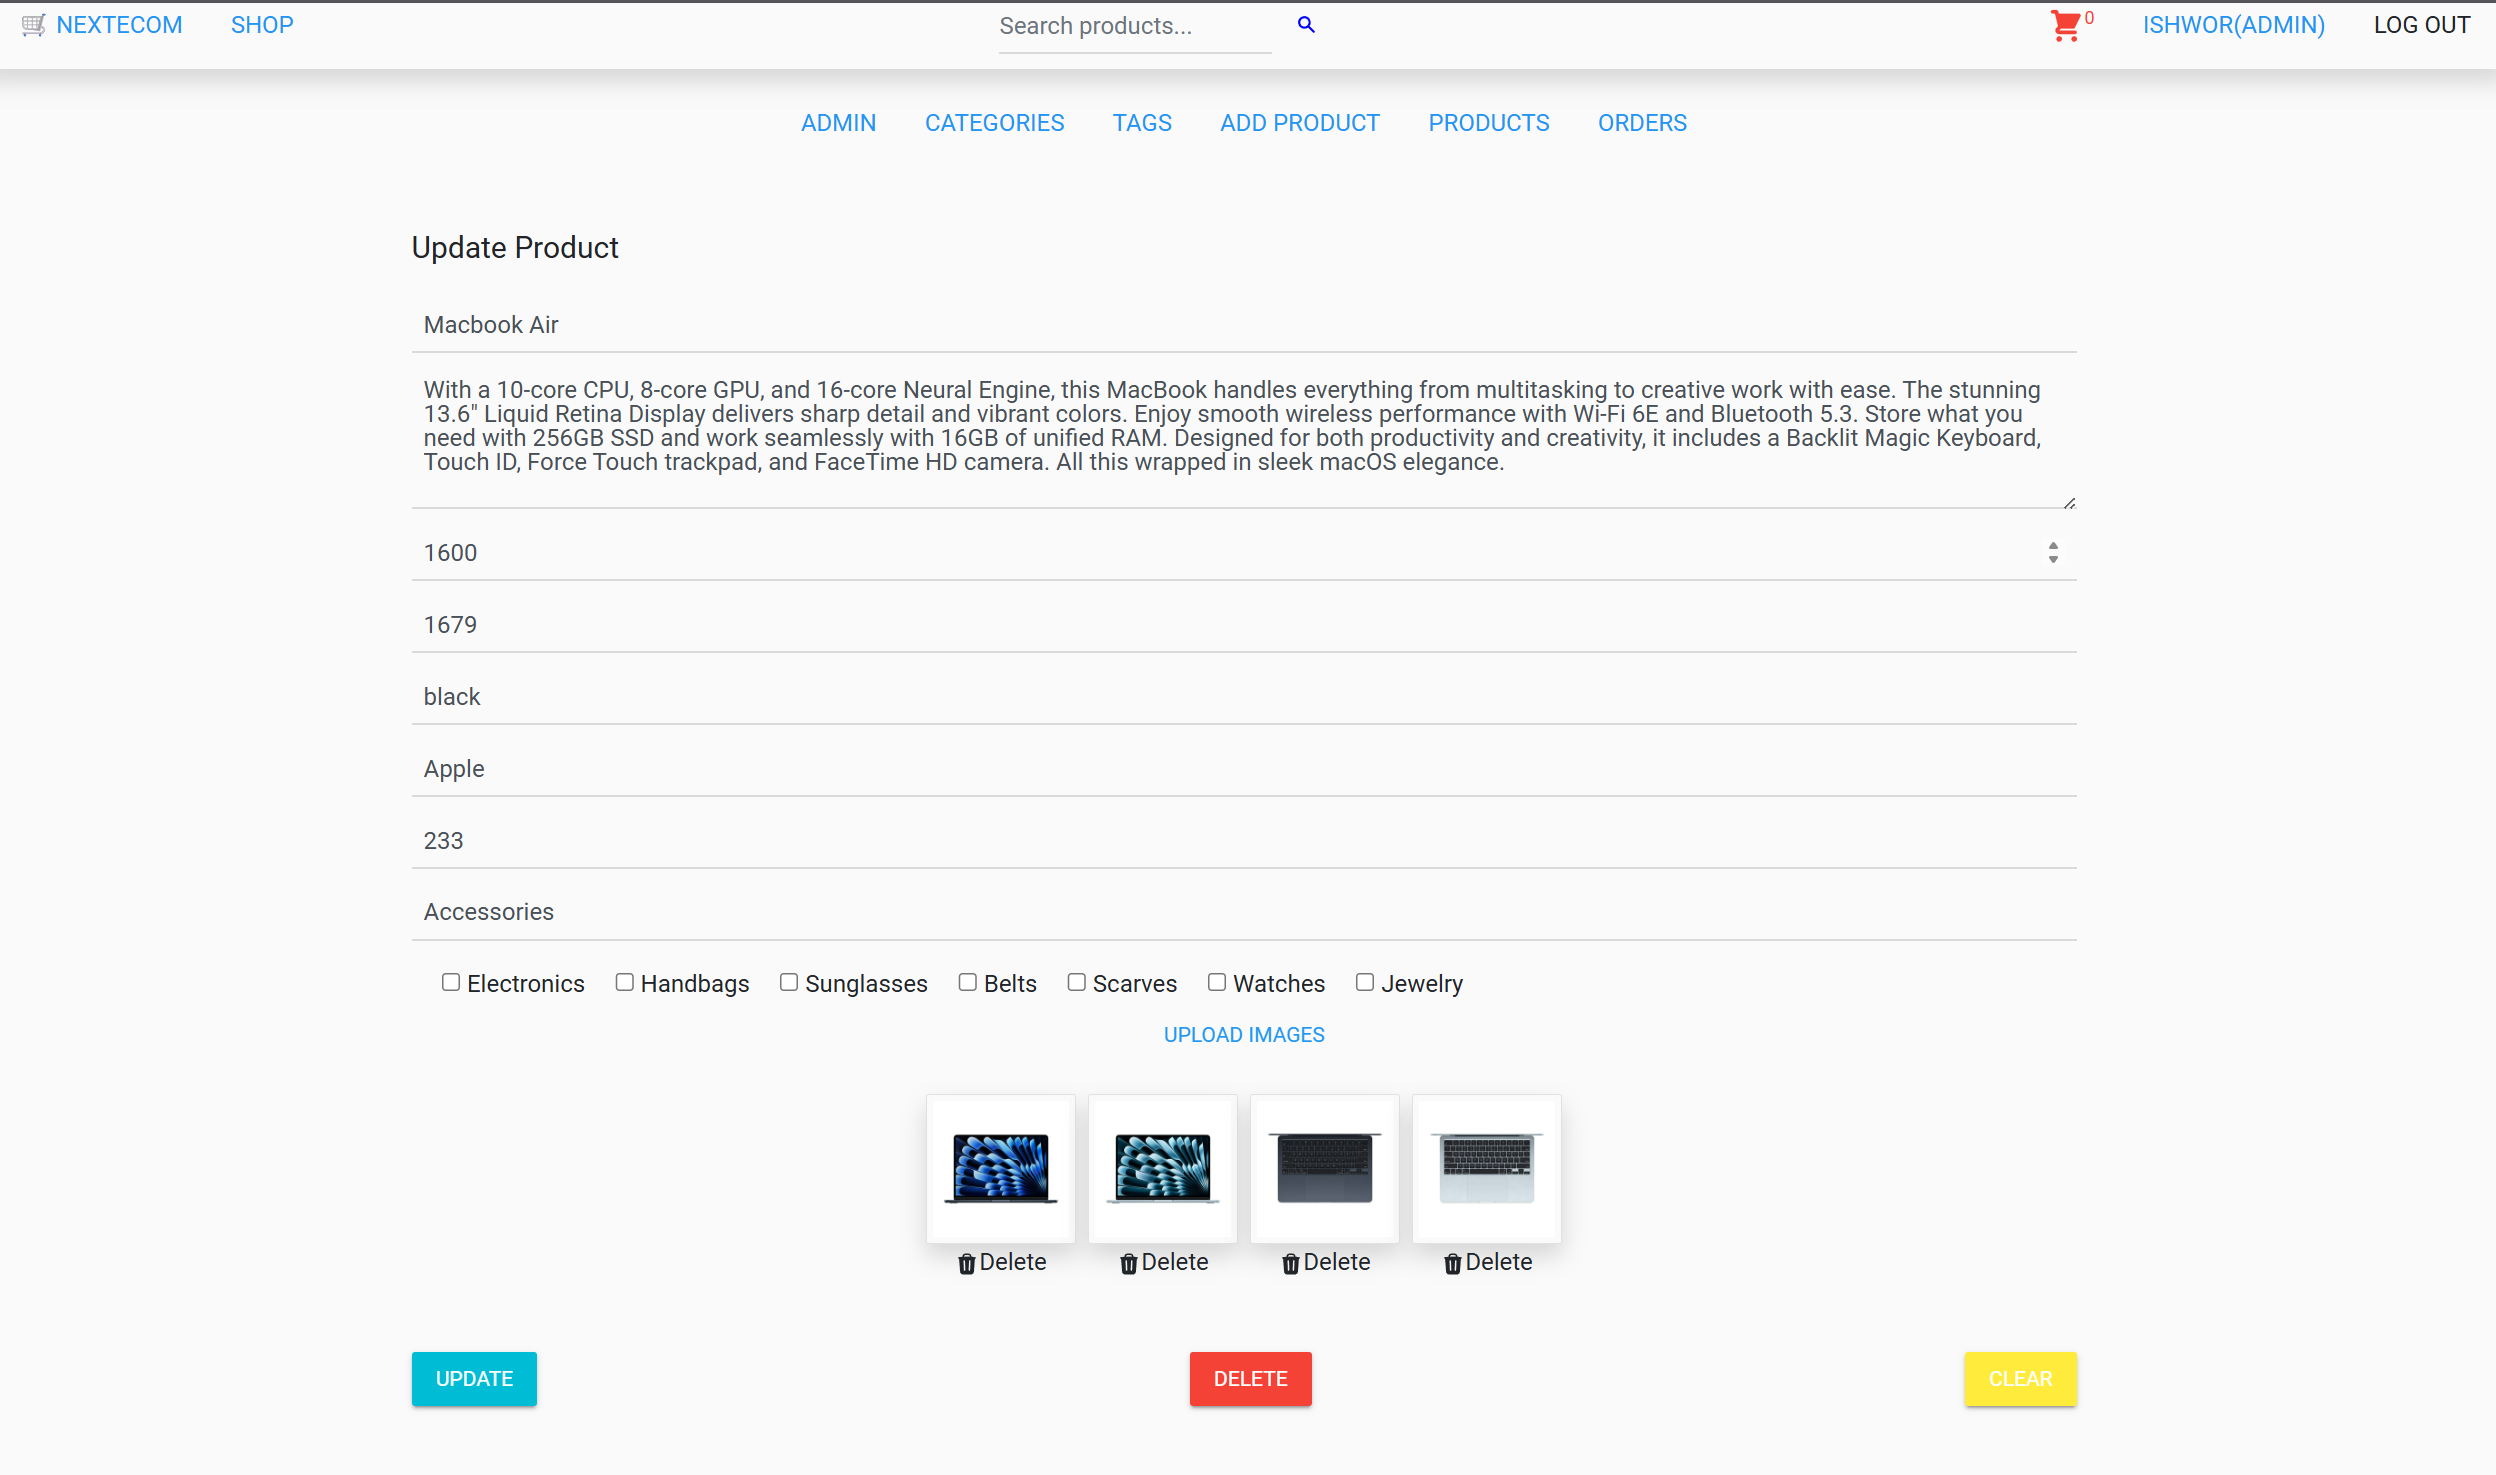 NEXTECOM SHOP Search products... 0 ISHWOR(ADMIN) LOG OUT
ADMIN CATEGORIES TAGS ADD PRODUCT PRODUCTS ORDERS
Update Product
Macbook Air
With a 10-core CPU, 8-core GPU, and 16-core Neural Engine, this MacBook handles everything from multitasking to creative work with ease. The stunning
13.6" Liquid Retina Display delivers sharp detail and vibrant colors. Enjoy smooth wireless performance with Wi-Fi 6E and Bluetooth 5.3. Store what you
need with 256GB SSD and work seamlessly with 16GB of unified RAM. Designed for both productivity and creativity, it includes a Backlit Magic Keyboard,
Touch ID, Force Touch trackpad, and FaceTime HD camera. All this wrapped in sleek macOS elegance.
1600
1679
black
Apple
233
Accessories
Electronics Handbags Sunglasses Belts Scarves Watches Jewelry
UPLOAD IMAGES
Delete Delete Delete Delete
UPDATE DELETE CLEAR